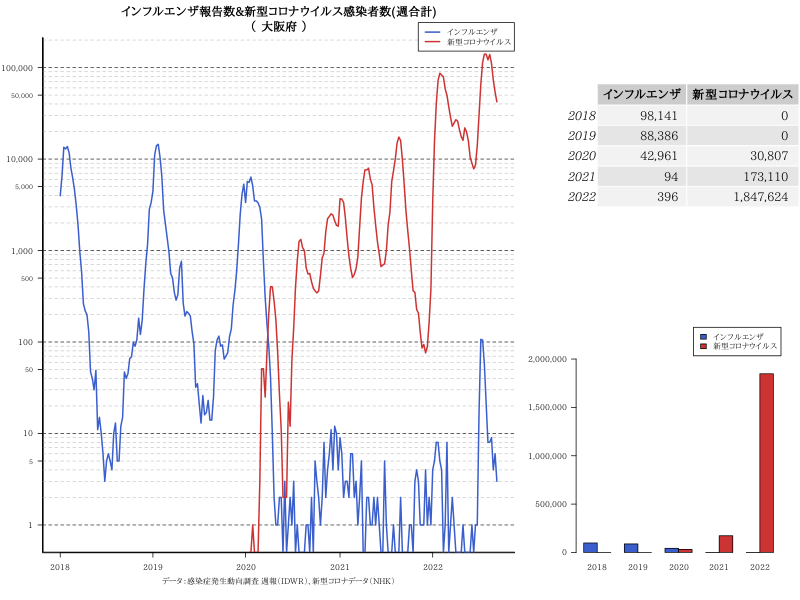 インフルエンザ報告数&新型コロナウイルス感染者数(週合計)
( 大阪府 )
インフルエンザ
新型コロナウイルス
100,000
50,000
10,000
5,000
1,000
500
100
50
10
5
1
2018 2019 2020 2021 2022
データ:感染症発生動向調査 週報(IDWR)、新型コロナデータ(NHK)
インフルエンザ 新型コロナウイルス
2018 98,141 0
2019 88,386 0
2020 42,961 30,807
2021 94 173,110
2022 396 1,847,624
インフルエンザ
新型コロナウイルス
2,000,000
1,500,000
1,000,000
500,000
0
2018 2019 2020 2021 2022